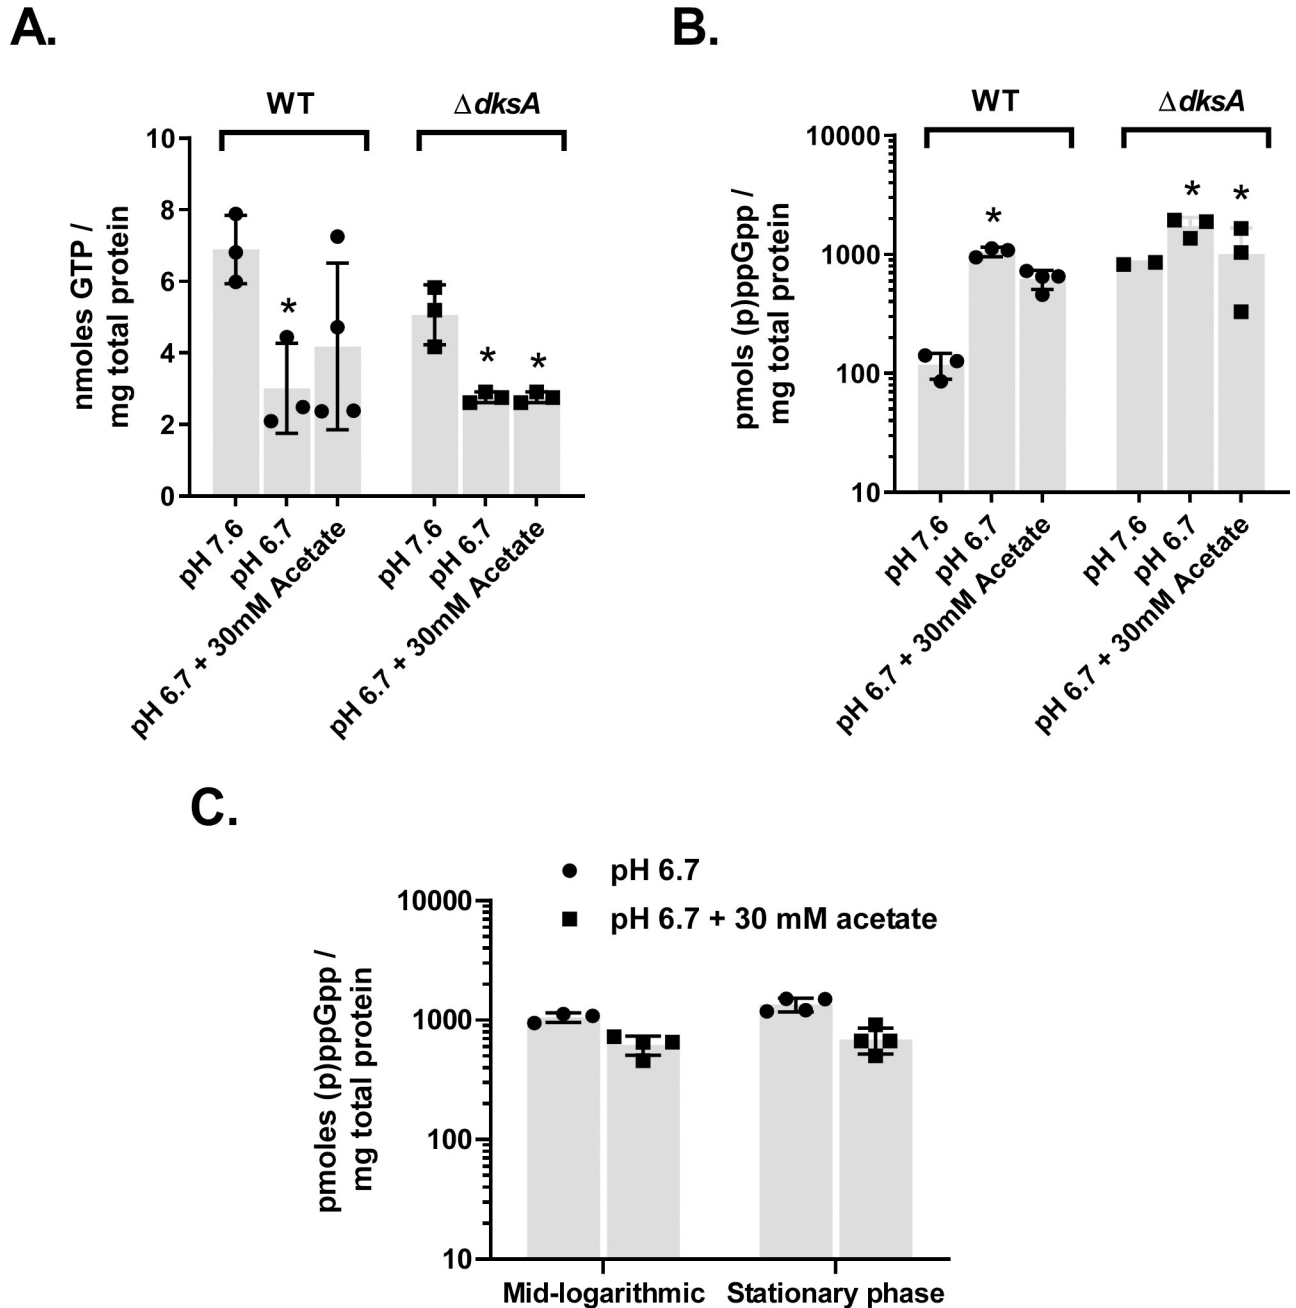 A.
WT
ΔdksA
nmoles GTP /
mg total protein
10
8
6
4
2
0
*
*
*
pH 7.6
pH 6.7
pH 6.7 + 30mM Acetate
pH 7.6
pH 6.7
pH 6.7 + 30mM Acetate
B.
WT
ΔdksA
pmols (p)ppGpp /
mg total protein
10000
1000
100
10
*
*
*
pH 7.6
pH 6.7
pH 6.7 + 30mM Acetate
pH 7.6
pH 6.7
pH 6.7 + 30mM Acetate
C.
pH 6.7
pH 6.7 + 30 mM acetate
pmoles (p)ppGpp /
mg total protein
10000
1000
100
10
Mid-logarithmic
Stationary phase